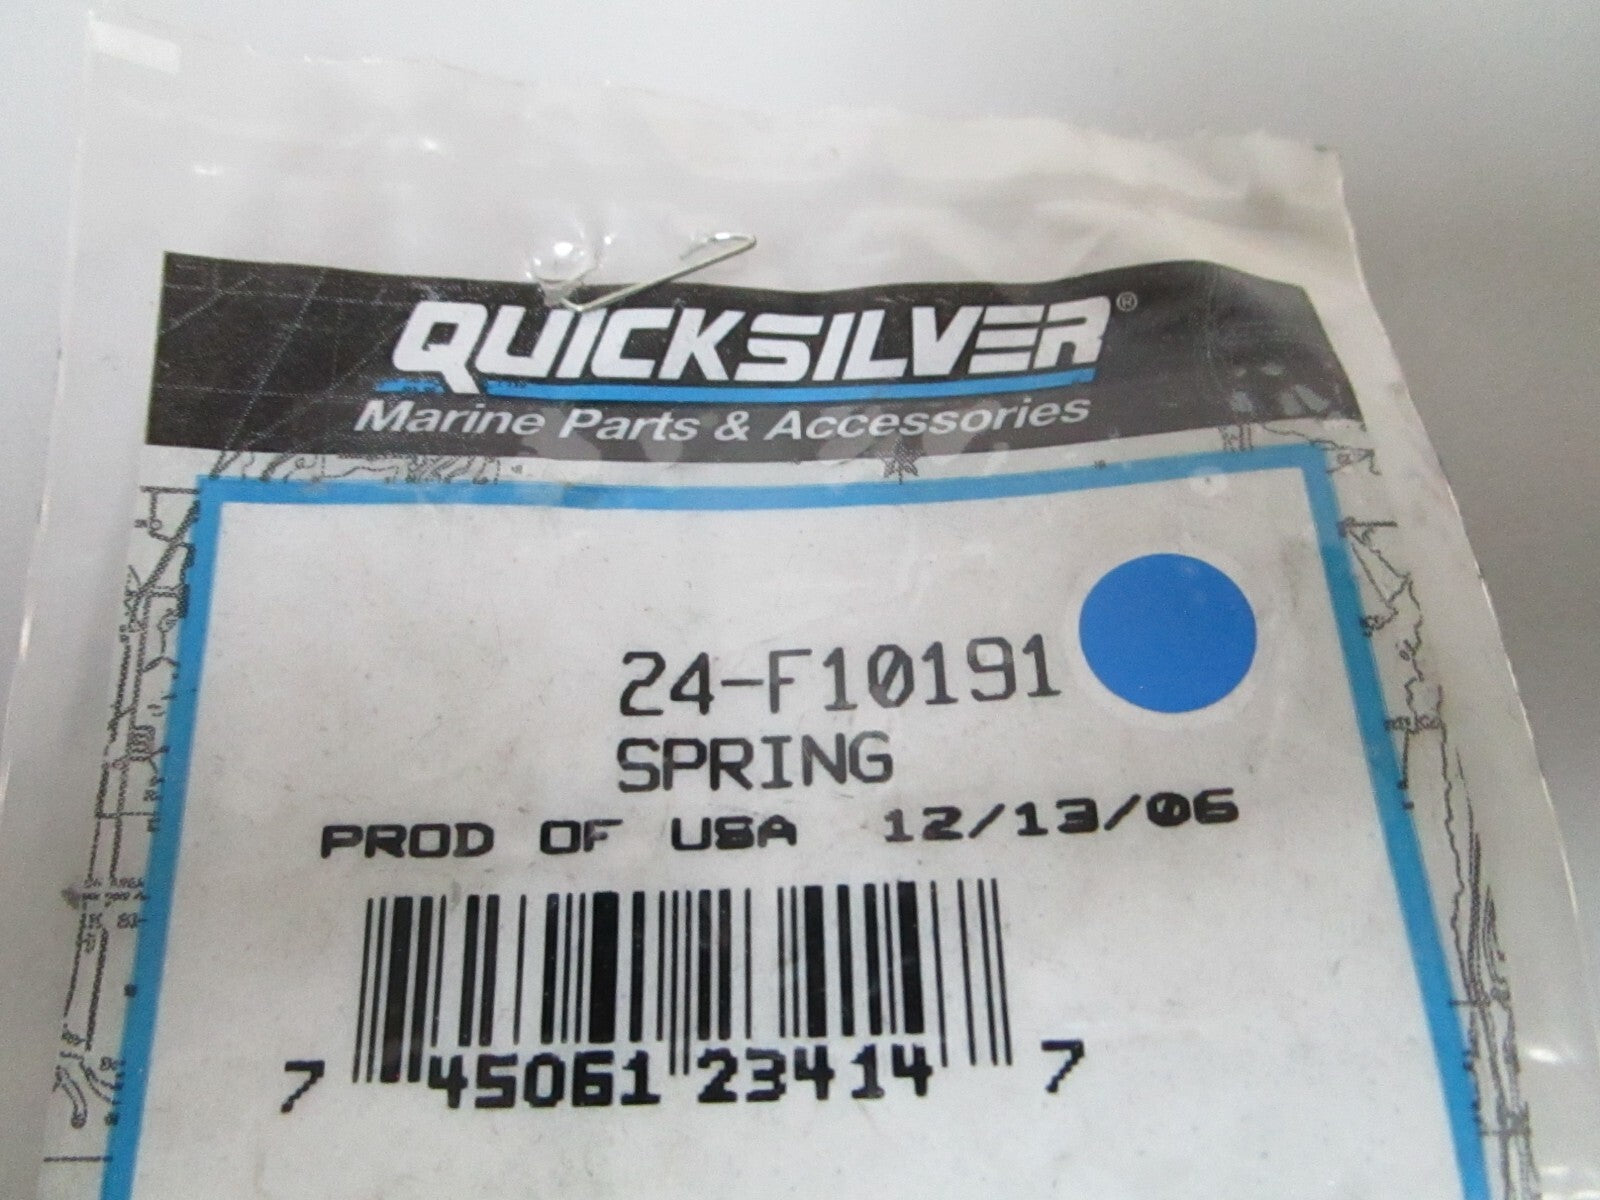 QUICKSILVER®
Marine Parts & Accessories
24-F10191
SPRING
PROD OF USA 12/13/06
7 45061 23414 7